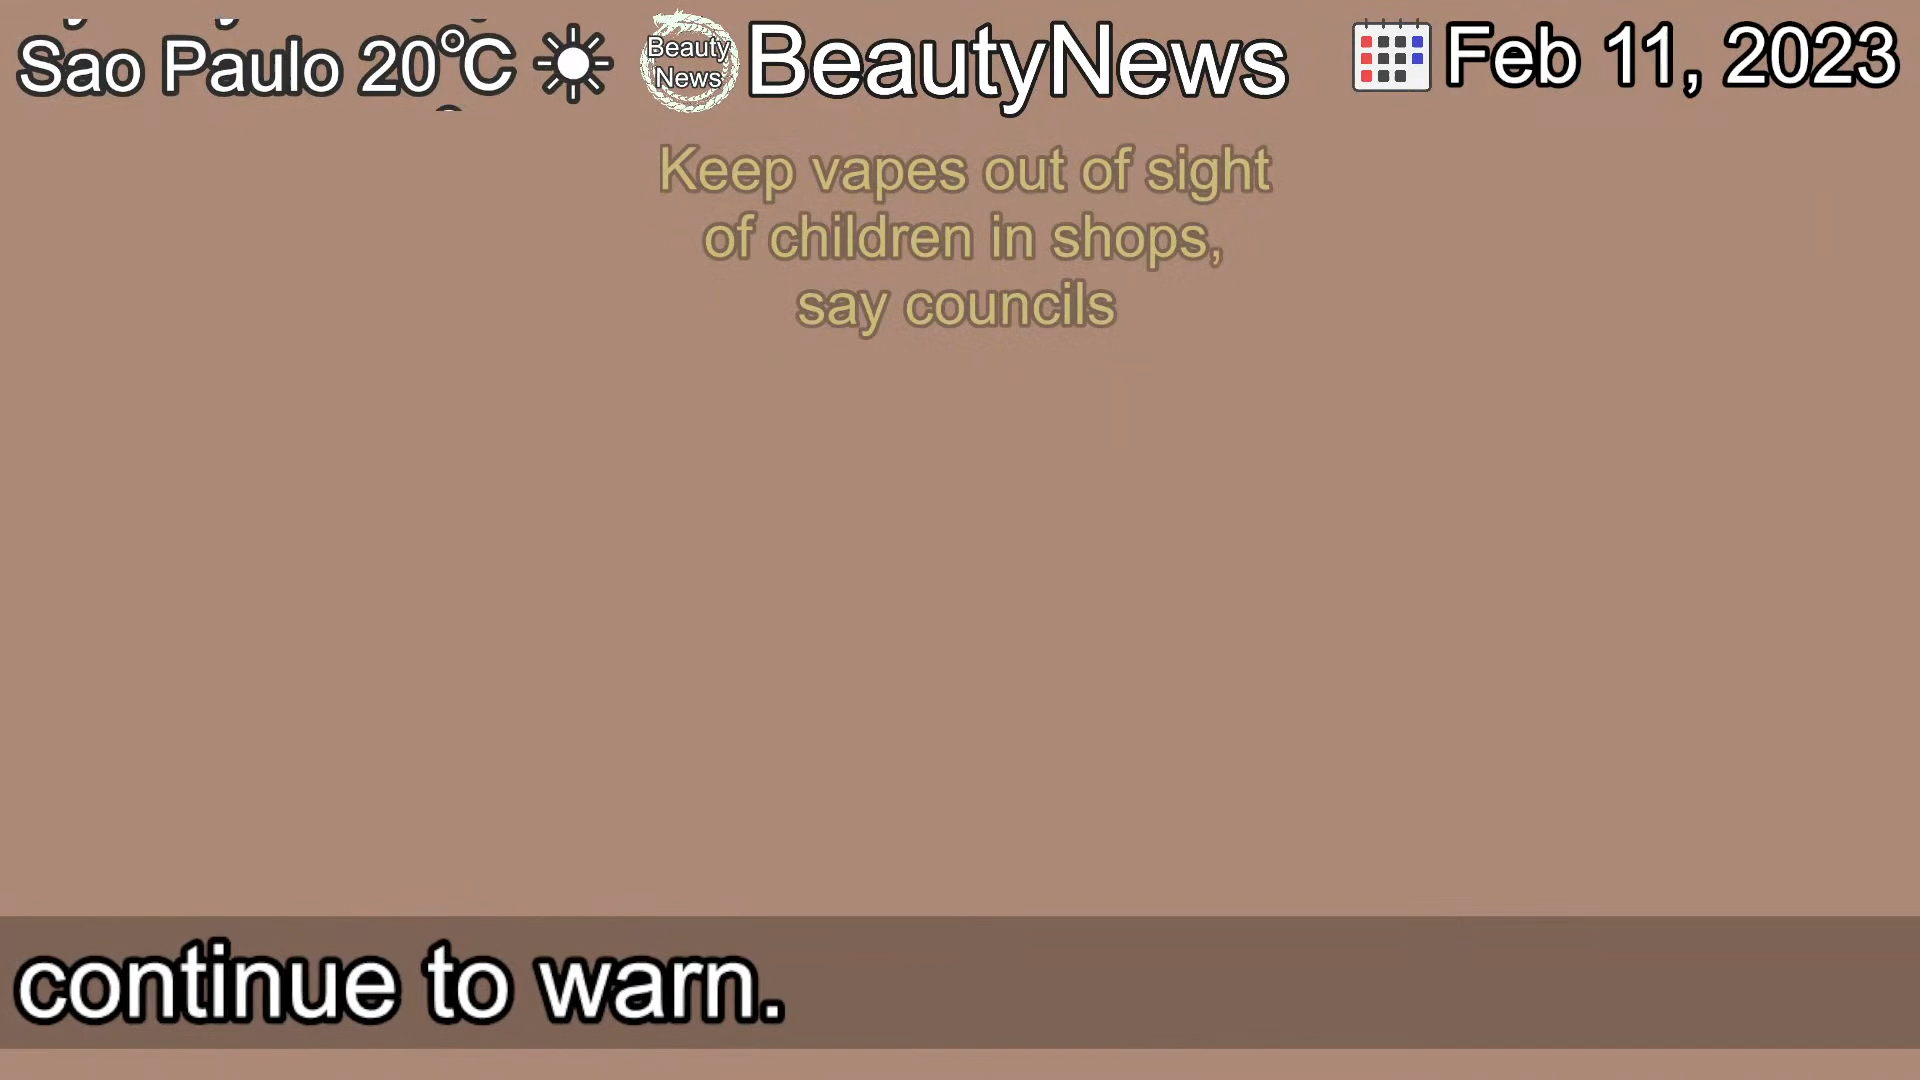 Sao Paulo 20°C
Beauty
News
BeautyNews
Feb 11, 2023
Keep vapes out of sight
of children in shops,
say councils
continue to warn.